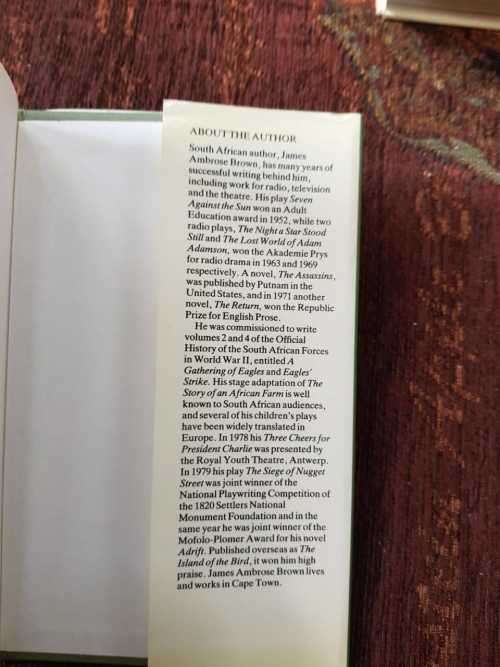 ABOUT THE AUTHOR
South African author, James
Ambrose Brown, has many years of
successful writing behind him,
including work for radio, television
and the theatre. His play Seven
Against the Sun won an Adult
Education award in 1952, while two
radio plays, The Night a Star Stood
Still and The Lost World of Adam
Adamson, won the Akademie Prys
for radio drama in 1963 and 1969
respectively. A novel, The Assassins,
was published by Putnam in the
United States, and in 1971 another
novel, The Return, won the Republic
Prize for English Prose.
He was commissioned to write
volumes 2 and 4 of the Official
History of the South African Forces
in World War II, entitled A
Gathering of Eagles and Eagles'
Strike. His stage adaptation of The
Story of an African Farm is well
known to South African audiences,
and several of his children's plays
have been widely translated in
Europe. In 1978 his Three Cheers for
President Charlie was presented by
the Royal Youth Theatre, Antwerp.
In 1979 his play The Siege of Nugget
Street was joint winner of the
National Playwriting Competition of
the 1820 Settlers National
Monument Foundation and in the
same year he was joint winner of the
Mofolo-Plomer Award for his novel
Adrift. Published overseas as The
Island of the Bird, it won him high
praise. James Ambrose Brown lives
and works in Cape Town.